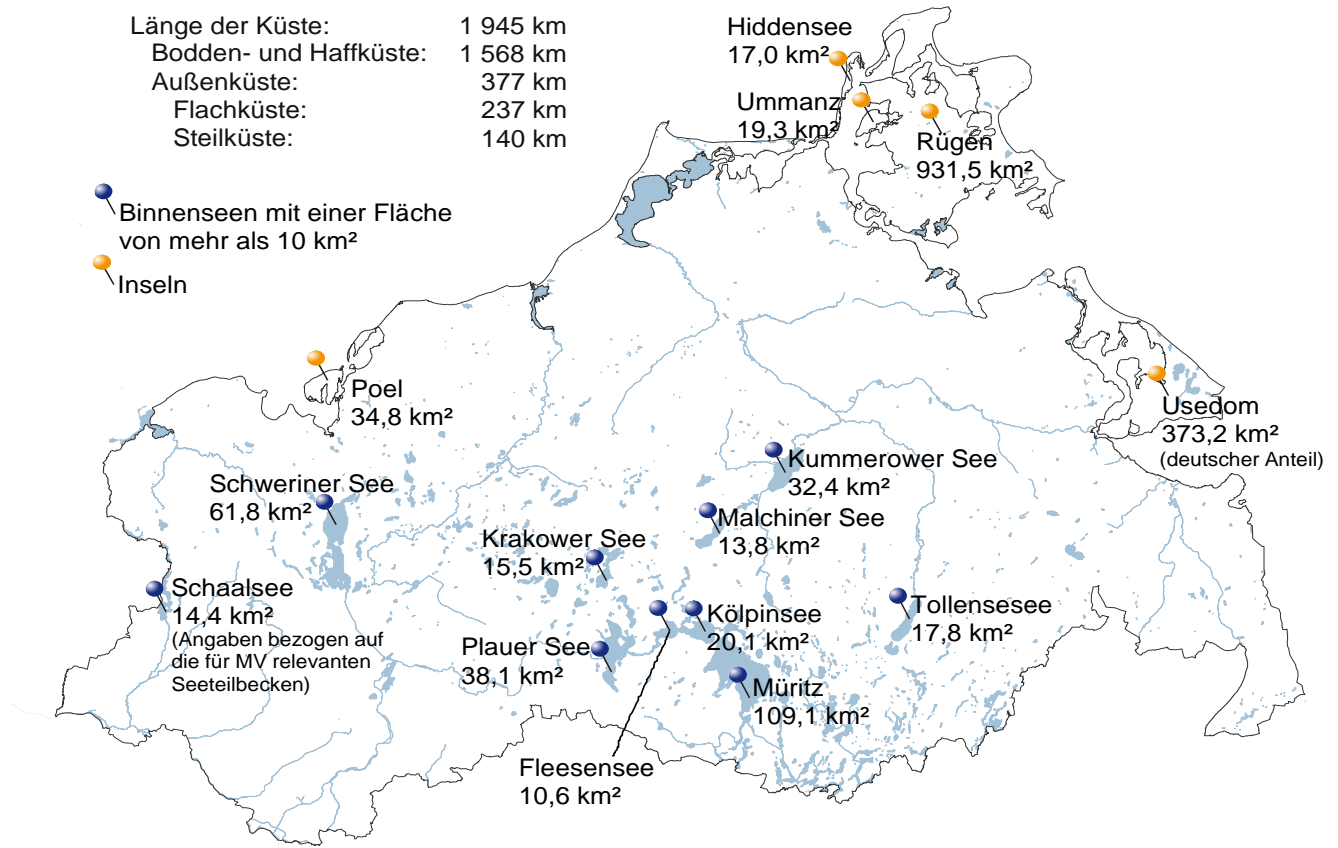 Länge der Küste: 1 945 km
Bodden- und Haffküste: 1 568 km
Außenküste: 377 km
Flachküste: 237 km
Steilküste: 140 km
Binnenseen mit einer Fläche
von mehr als 10 km²
Inseln
Hiddensee
17,0 km²
Ummanz
19,3 km²
Rügen
931,5 km²
Poel
34,8 km²
Usedom
373,2 km²
(deutscher Anteil)
Kummerower See
32,4 km²
Schweriner See
61,8 km²
Malchiner See
13,8 km²
Krakower See
15,5 km²
Schaalsee
14,4 km²
(Angaben bezogen auf
die für MV relevanten
Seeteilbecken)
Kölpinsee
20,1 km²
Tollensesee
17,8 km²
Plauer See
38,1 km²
Müritz
109,1 km²
Fleesensee
10,6 km²